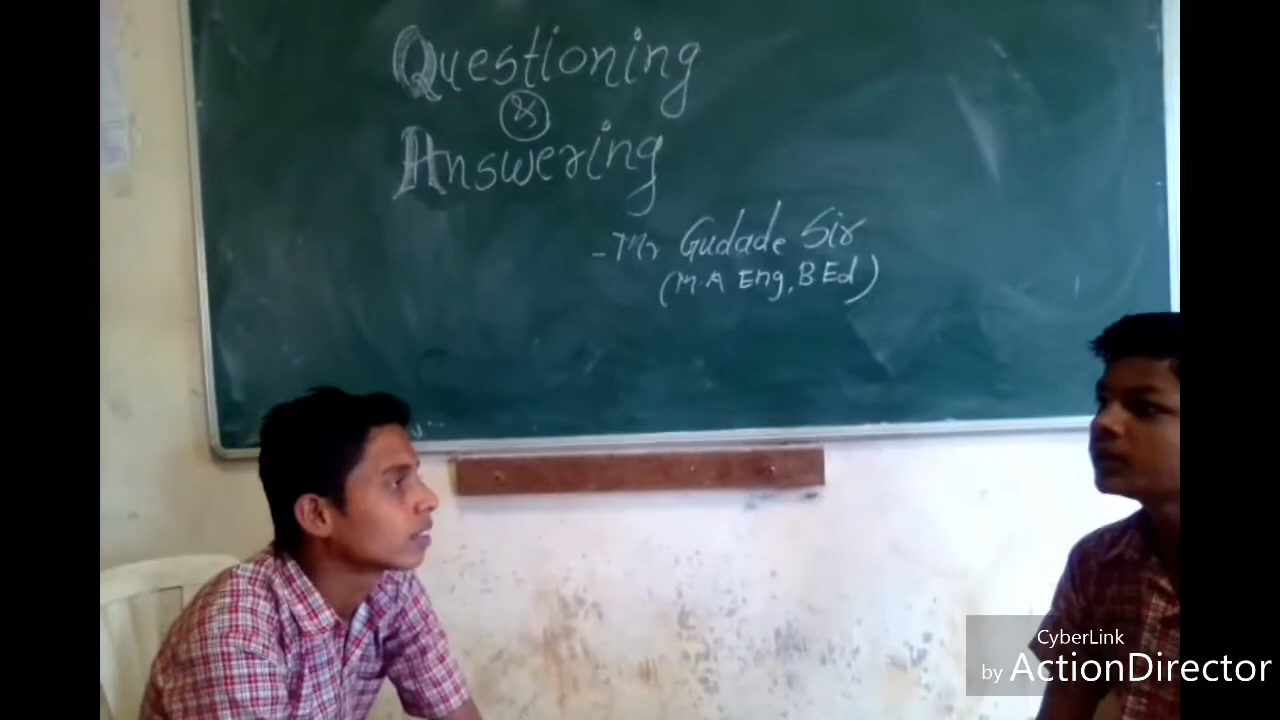 Questioning
&
Answering
- Mr Gudade Sir
(M.A Eng, B.Ed)
CyberLink
by ActionDirector